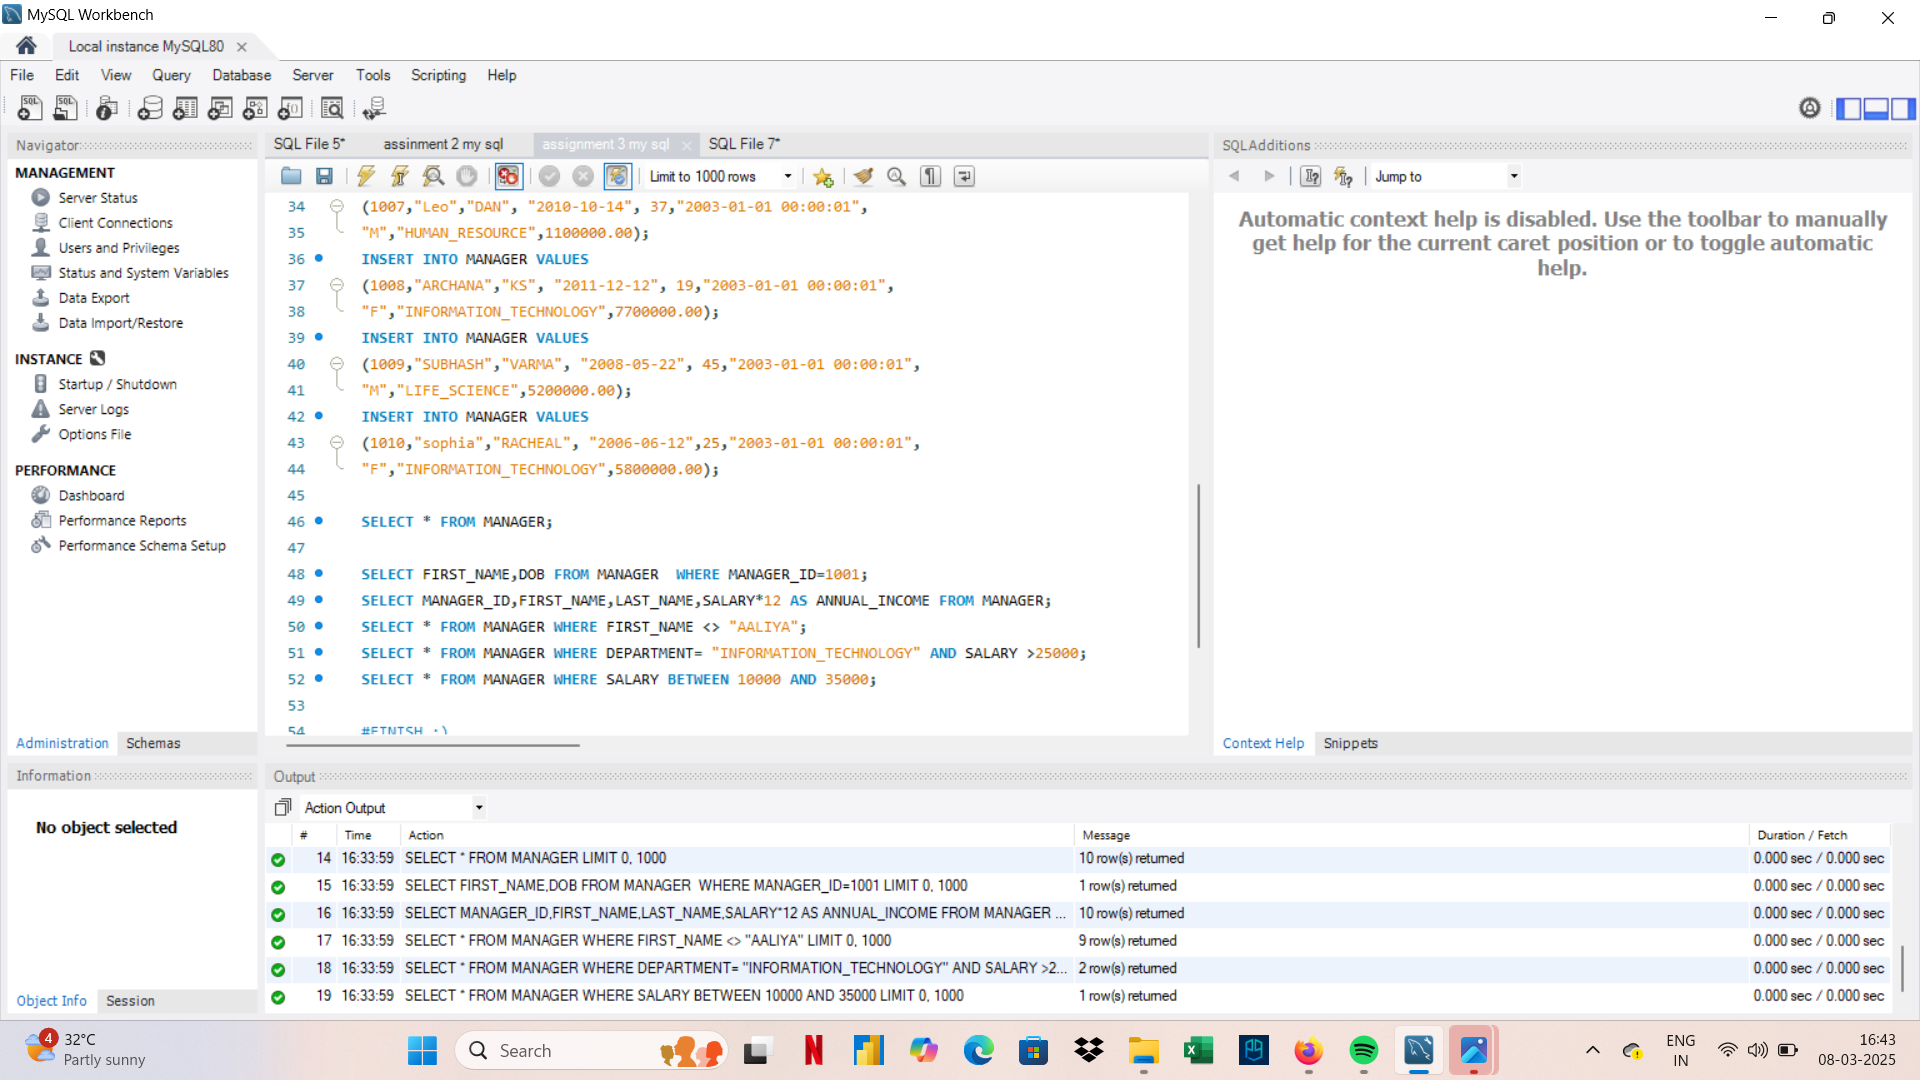 MySQL Workbench
Local instance MySQL80
File Edit View Query Database Server Tools Scripting Help
Navigator
MANAGEMENT
Server Status
Client Connections
Users and Privileges
Status and System Variables
Data Export
Data Import/Restore
INSTANCE
Startup / Shutdown
Server Logs
Options File
PERFORMANCE
Dashboard
Performance Reports
Performance Schema Setup
Administration Schemas
Information
No object selected
Object Info Session
SQL File 5* assinment 2 my sql assignment 3 my sql SQL File 7*
Limit to 1000 rows
34 (1007,"Leo","DAN", "2010-10-14", 37,"2003-01-01 00:00:01",
35 "M","HUMAN_RESOURCE",1100000.00);
36 INSERT INTO MANAGER VALUES
37 (1008,"ARCHANA","KS", "2011-12-12", 19,"2003-01-01 00:00:01",
38 "F","INFORMATION_TECHNOLOGY",7700000.00);
39 INSERT INTO MANAGER VALUES
40 (1009,"SUBHASH","VARMA", "2008-05-22", 45,"2003-01-01 00:00:01",
41 "M","LIFE_SCIENCE",5200000.00);
42 INSERT INTO MANAGER VALUES
43 (1010,"sophia","RACHEAL", "2006-06-12",25,"2003-01-01 00:00:01",
44 "F","INFORMATION_TECHNOLOGY",5800000.00);
45
46 SELECT * FROM MANAGER;
47
48 SELECT FIRST_NAME,DOB FROM MANAGER  WHERE MANAGER_ID=1001;
49 SELECT MANAGER_ID,FIRST_NAME,LAST_NAME,SALARY*12 AS ANNUAL_INCOME FROM MANAGER;
50 SELECT * FROM MANAGER WHERE FIRST_NAME <> "AALIYA";
51 SELECT * FROM MANAGER WHERE DEPARTMENT= "INFORMATION_TECHNOLOGY" AND SALARY >25000;
52 SELECT * FROM MANAGER WHERE SALARY BETWEEN 10000 AND 35000;
53
54 #FINISH :)
SQLAdditions
Jump to
Automatic context help is disabled. Use the toolbar to manually
get help for the current caret position or to toggle automatic
help.
Context Help Snippets
Output
Action Output
# Time Action Message Duration / Fetch
14 16:33:59 SELECT * FROM MANAGER LIMIT 0, 1000 10 row(s) returned 0.000 sec / 0.000 sec
15 16:33:59 SELECT FIRST_NAME,DOB FROM MANAGER  WHERE MANAGER_ID=1001 LIMIT 0, 1000 1 row(s) returned 0.000 sec / 0.000 sec
16 16:33:59 SELECT MANAGER_ID,FIRST_NAME,LAST_NAME,SALARY*12 AS ANNUAL_INCOME FROM MANAGER ... 10 row(s) returned 0.000 sec / 0.000 sec
17 16:33:59 SELECT * FROM MANAGER WHERE FIRST_NAME <> "AALIYA" LIMIT 0, 1000 9 row(s) returned 0.000 sec / 0.000 sec
18 16:33:59 SELECT * FROM MANAGER WHERE DEPARTMENT= "INFORMATION_TECHNOLOGY" AND SALARY >2... 2 row(s) returned 0.000 sec / 0.000 sec
19 16:33:59 SELECT * FROM MANAGER WHERE SALARY BETWEEN 10000 AND 35000 LIMIT 0, 1000 1 row(s) returned 0.000 sec / 0.000 sec
4
32°C
Partly sunny
Search
ENG
IN
16:43
08-03-2025